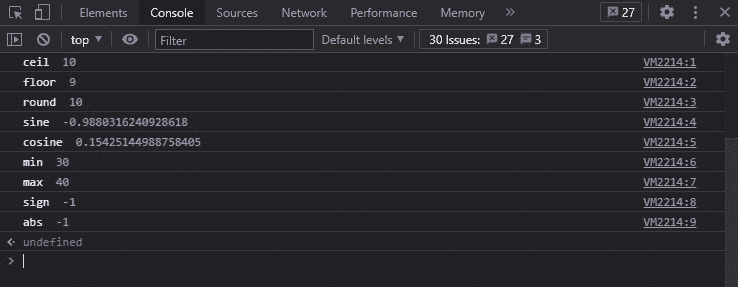 Elements Console Sources Network Performance Memory » 27
top ▾ Filter Default levels ▾ 30 Issues: 27 3
ceil 10 VM2214:1
floor 9 VM2214:2
round 10 VM2214:3
sine -0.9880316240928618 VM2214:4
cosine 0.15425144988758405 VM2214:5
min 30 VM2214:6
max 40 VM2214:7
sign -1 VM2214:8
abs -1 VM2214:9
undefined